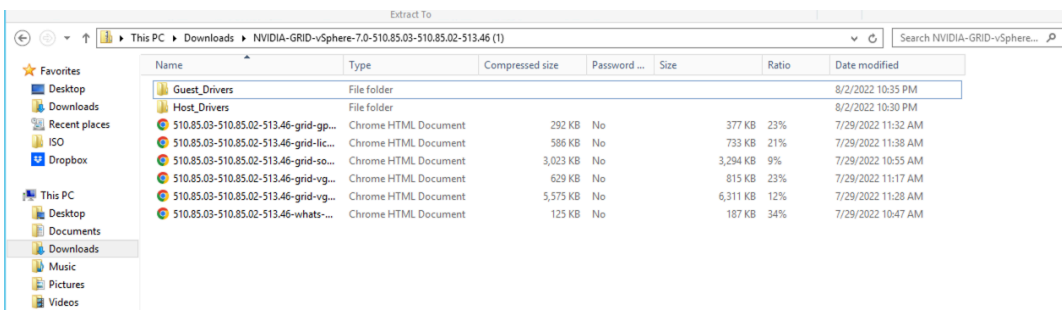 Extract To
This PC Downloads NVIDIA-GRID-vSphere-7.0-510.85.03-510.85.02-513.46 (1)
Search NVIDIA-GRID-vSphere...
Favorites
Desktop
Downloads
Recent places
ISO
Dropbox
This PC
Desktop
Documents
Downloads
Music
Pictures
Videos
Name Type Compressed size Password ... Size Ratio Date modified
Guest_Drivers File folder 8/2/2022 10:35 PM
Host_Drivers File folder 8/2/2022 10:30 PM
510.85.03-510.85.02-513.46-grid-gp... Chrome HTML Document 292 KB No 377 KB 23% 7/29/2022 11:32 AM
510.85.03-510.85.02-513.46-grid-lic... Chrome HTML Document 586 KB No 733 KB 21% 7/29/2022 11:38 AM
510.85.03-510.85.02-513.46-grid-so... Chrome HTML Document 3,023 KB No 3,294 KB 9% 7/29/2022 10:55 AM
510.85.03-510.85.02-513.46-grid-vg... Chrome HTML Document 629 KB No 815 KB 23% 7/29/2022 11:17 AM
510.85.03-510.85.02-513.46-grid-vg... Chrome HTML Document 5,575 KB No 6,311 KB 12% 7/29/2022 11:28 AM
510.85.03-510.85.02-513.46-whats-... Chrome HTML Document 125 KB No 187 KB 34% 7/29/2022 10:47 AM